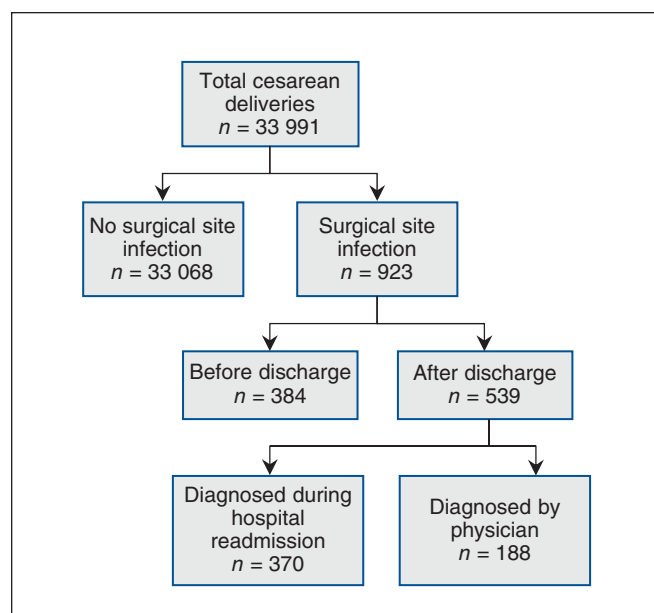 Total cesarean
deliveries
n = 33 991
No surgical site
infection
n = 33 068
Surgical site
infection
n = 923
Before discharge
n = 384
After discharge
n = 539
Diagnosed during
hospital
readmission
n = 370
Diagnosed by
physician
n = 188